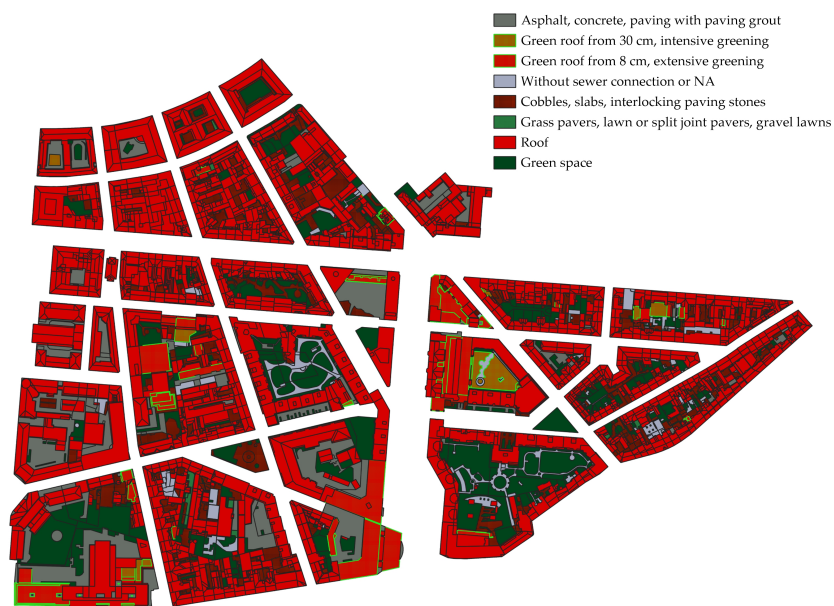 Asphalt, concrete, paving with paving grout
Green roof from 30 cm, intensive greening
Green roof from 8 cm, extensive greening
Without sewer connection or NA
Cobbles, slabs, interlocking paving stones
Grass pavers, lawn or split joint pavers, gravel lawns
Roof
Green space